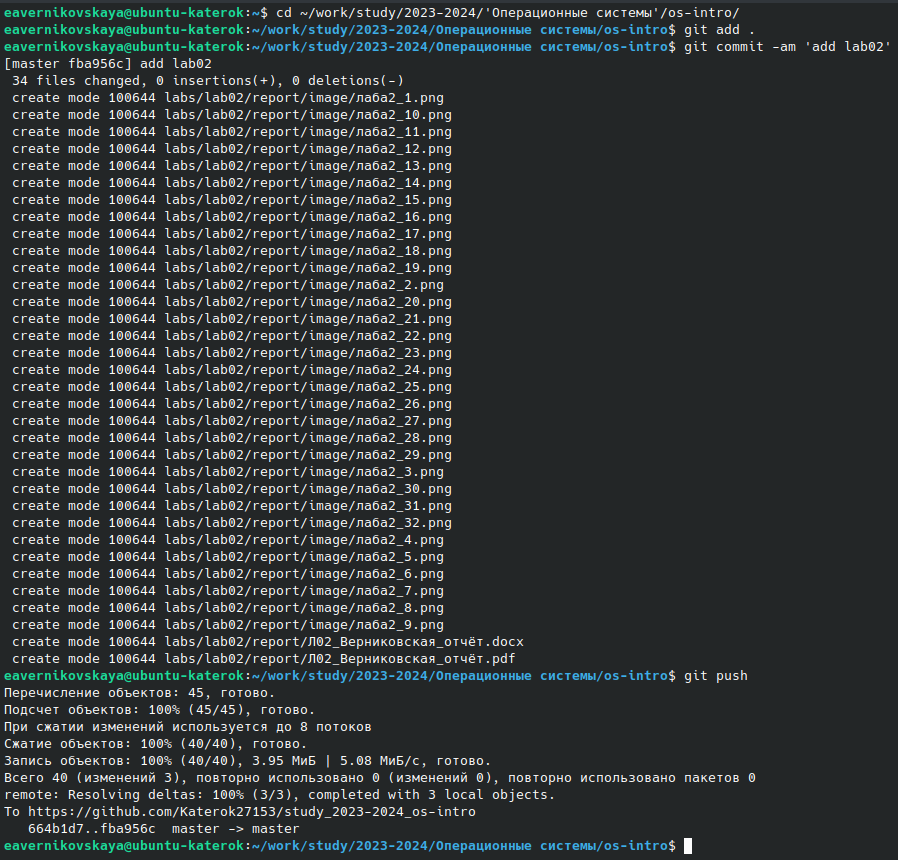 eavernikovskaya@ubuntu-katerok:~$ cd ~/work/study/2023-2024/'Операционные системы'/os-intro/
eavernikovskaya@ubuntu-katerok:~/work/study/2023-2024/Операционные системы/os-intro$ git add .
eavernikovskaya@ubuntu-katerok:~/work/study/2023-2024/Операционные системы/os-intro$ git commit -am 'add lab02'
[master fba956c] add lab02
 34 files changed, 0 insertions(+), 0 deletions(-)
 create mode 100644 labs/lab02/report/image/лаба2_1.png
 create mode 100644 labs/lab02/report/image/лаба2_10.png
 create mode 100644 labs/lab02/report/image/лаба2_11.png
 create mode 100644 labs/lab02/report/image/лаба2_12.png
 create mode 100644 labs/lab02/report/image/лаба2_13.png
 create mode 100644 labs/lab02/report/image/лаба2_14.png
 create mode 100644 labs/lab02/report/image/лаба2_15.png
 create mode 100644 labs/lab02/report/image/лаба2_16.png
 create mode 100644 labs/lab02/report/image/лаба2_17.png
 create mode 100644 labs/lab02/report/image/лаба2_18.png
 create mode 100644 labs/lab02/report/image/лаба2_19.png
 create mode 100644 labs/lab02/report/image/лаба2_2.png
 create mode 100644 labs/lab02/report/image/лаба2_20.png
 create mode 100644 labs/lab02/report/image/лаба2_21.png
 create mode 100644 labs/lab02/report/image/лаба2_22.png
 create mode 100644 labs/lab02/report/image/лаба2_23.png
 create mode 100644 labs/lab02/report/image/лаба2_24.png
 create mode 100644 labs/lab02/report/image/лаба2_25.png
 create mode 100644 labs/lab02/report/image/лаба2_26.png
 create mode 100644 labs/lab02/report/image/лаба2_27.png
 create mode 100644 labs/lab02/report/image/лаба2_28.png
 create mode 100644 labs/lab02/report/image/лаба2_29.png
 create mode 100644 labs/lab02/report/image/лаба2_3.png
 create mode 100644 labs/lab02/report/image/лаба2_30.png
 create mode 100644 labs/lab02/report/image/лаба2_31.png
 create mode 100644 labs/lab02/report/image/лаба2_32.png
 create mode 100644 labs/lab02/report/image/лаба2_4.png
 create mode 100644 labs/lab02/report/image/лаба2_5.png
 create mode 100644 labs/lab02/report/image/лаба2_6.png
 create mode 100644 labs/lab02/report/image/лаба2_7.png
 create mode 100644 labs/lab02/report/image/лаба2_8.png
 create mode 100644 labs/lab02/report/image/лаба2_9.png
 create mode 100644 labs/lab02/report/Л02_Верниковская_отчёт.docx
 create mode 100644 labs/lab02/report/Л02_Верниковская_отчёт.pdf
eavernikovskaya@ubuntu-katerok:~/work/study/2023-2024/Операционные системы/os-intro$ git push
Перечисление объектов: 45, готово.
Подсчет объектов: 100% (45/45), готово.
При сжатии изменений используется до 8 потоков
Сжатие объектов: 100% (40/40), готово.
Запись объектов: 100% (40/40), 3.95 МиБ | 5.08 МиБ/с, готово.
Всего 40 (изменений 3), повторно использовано 0 (изменений 0), повторно использовано пакетов 0
remote: Resolving deltas: 100% (3/3), completed with 3 local objects.
To https://github.com/Katerok27153/study_2023-2024_os-intro
   664b1d7..fba956c  master -> master
eavernikovskaya@ubuntu-katerok:~/work/study/2023-2024/Операционные системы/os-intro$